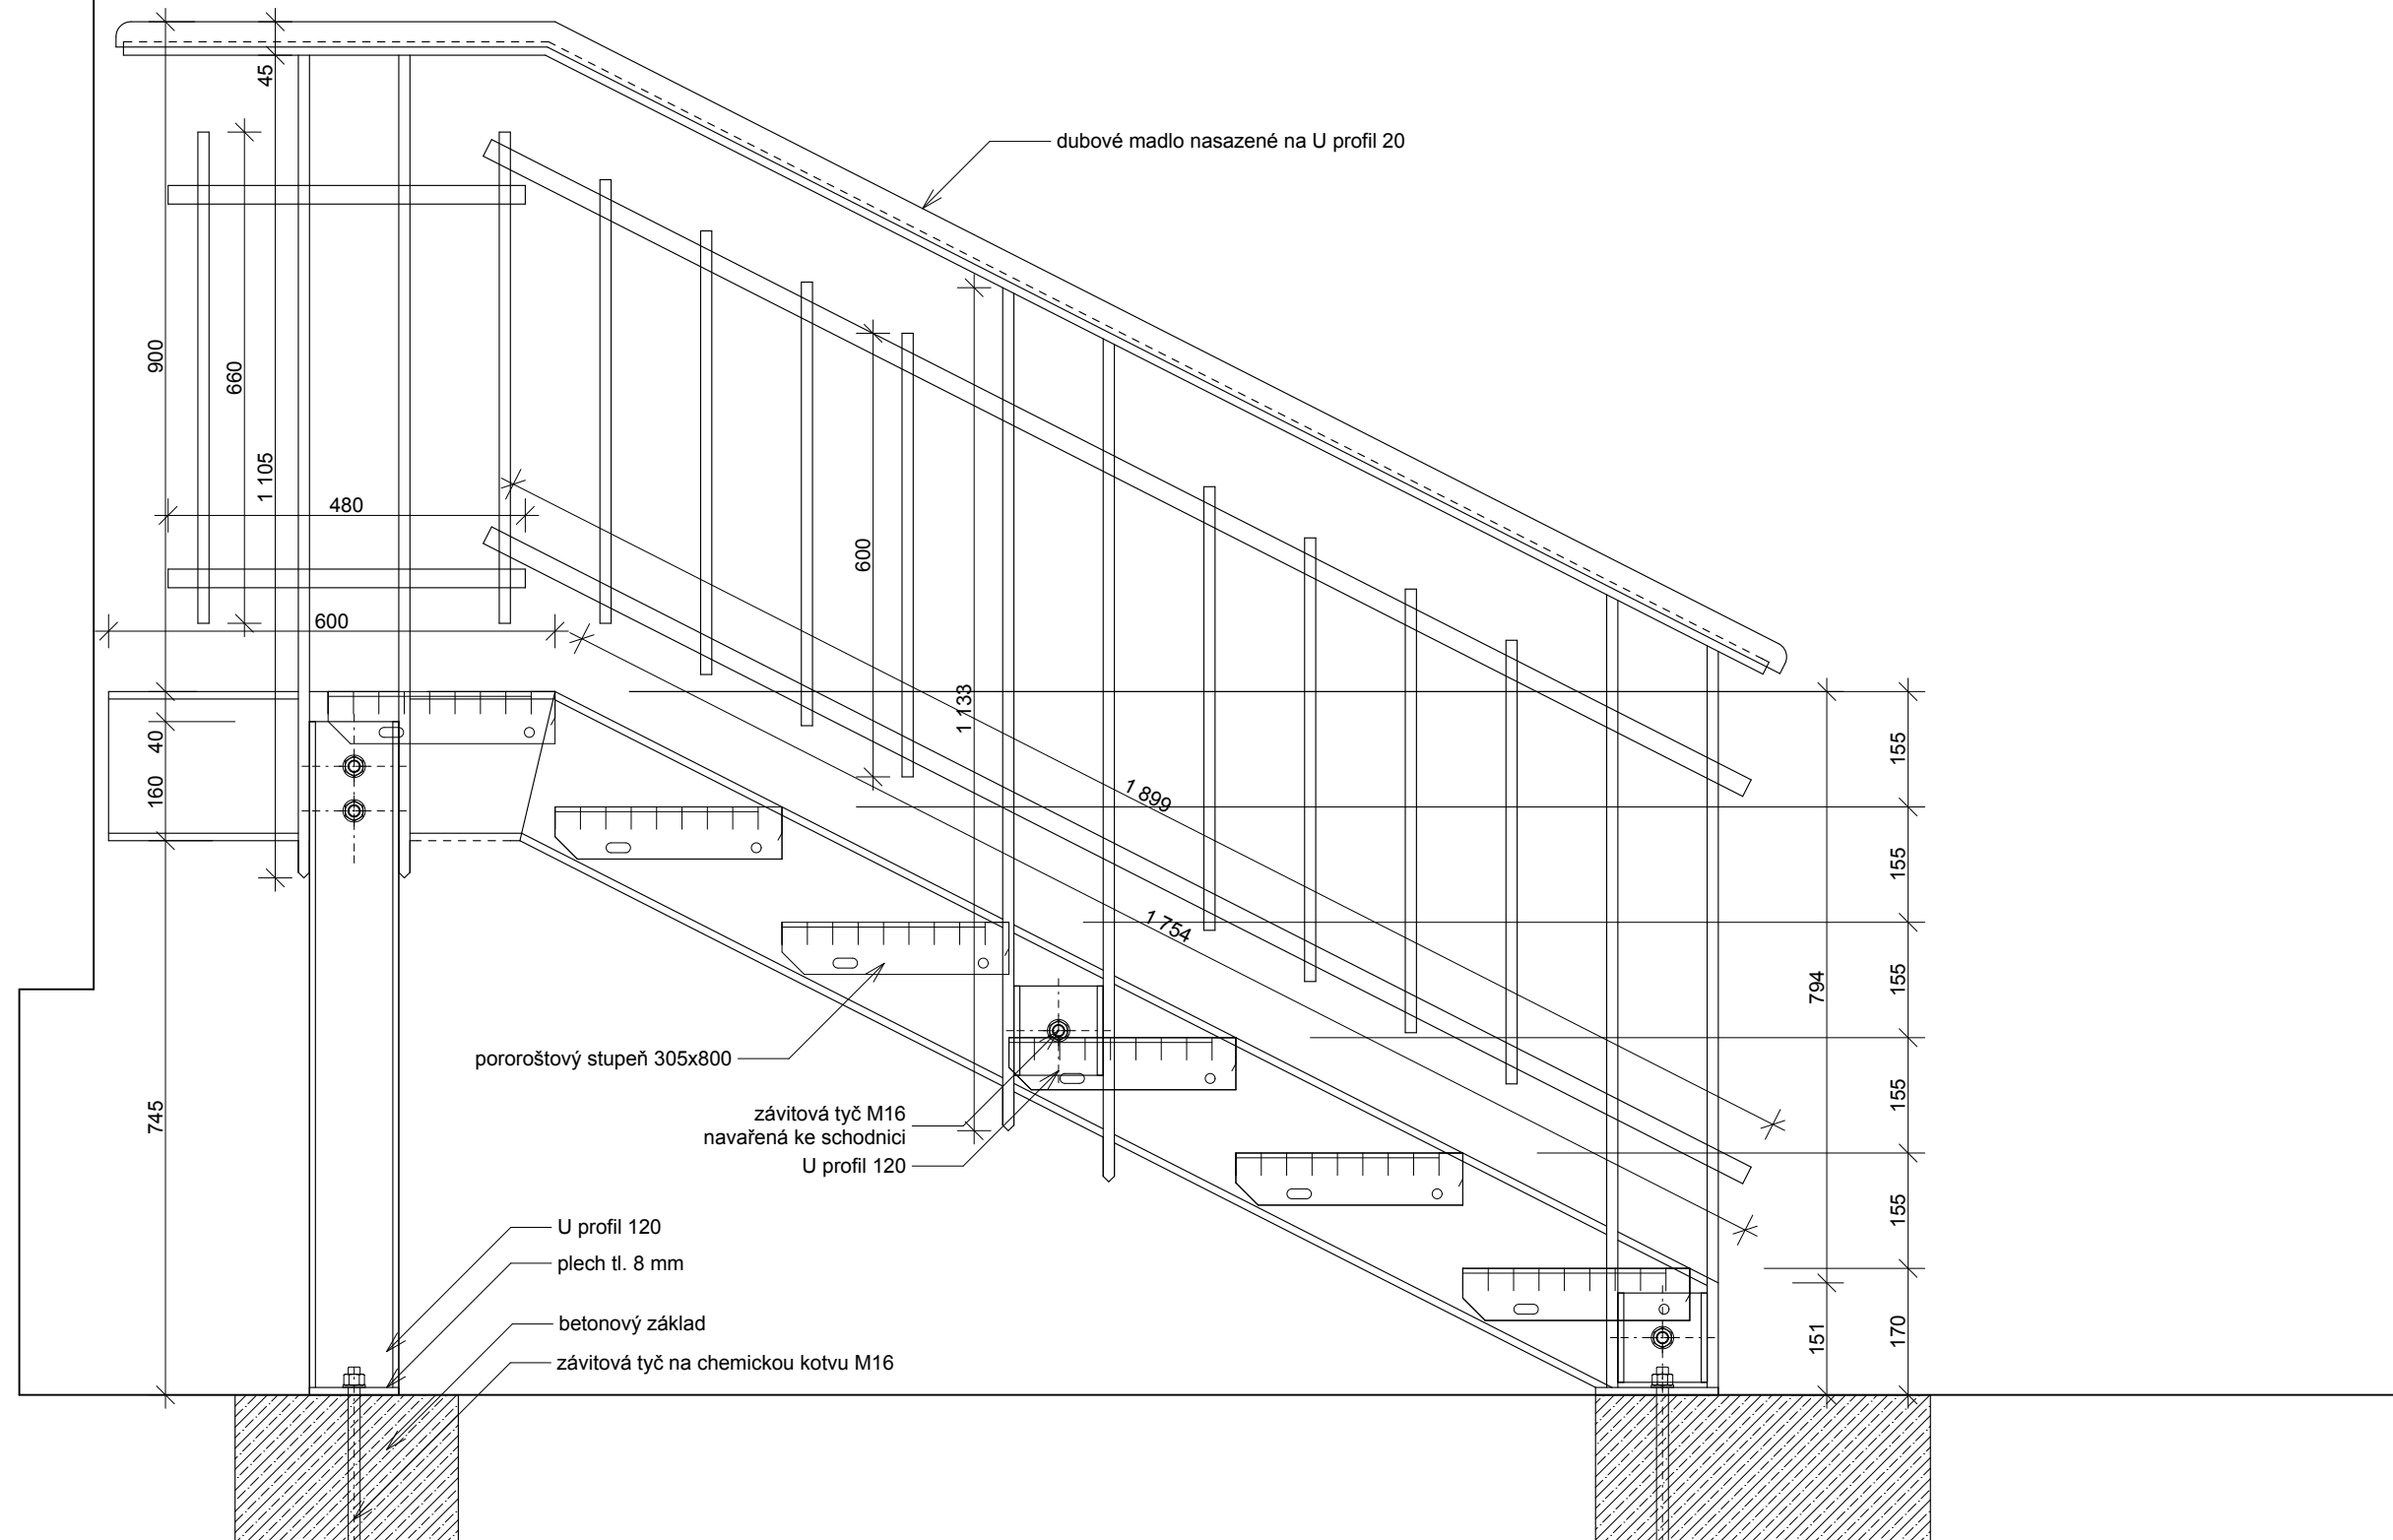 45
dubové madlo nasazené na U profil 20
900
660
1 105
480
600
600
1 133
40
160
1 899
1 754
155
155
155
155
155
794
pororoštový stupeň 305x800
závitová tyč M16
navařená ke schodnici
U profil 120
745
U profil 120
plech tl. 8 mm
betonový základ
závitová tyč na chemickou kotvu M16
151
170